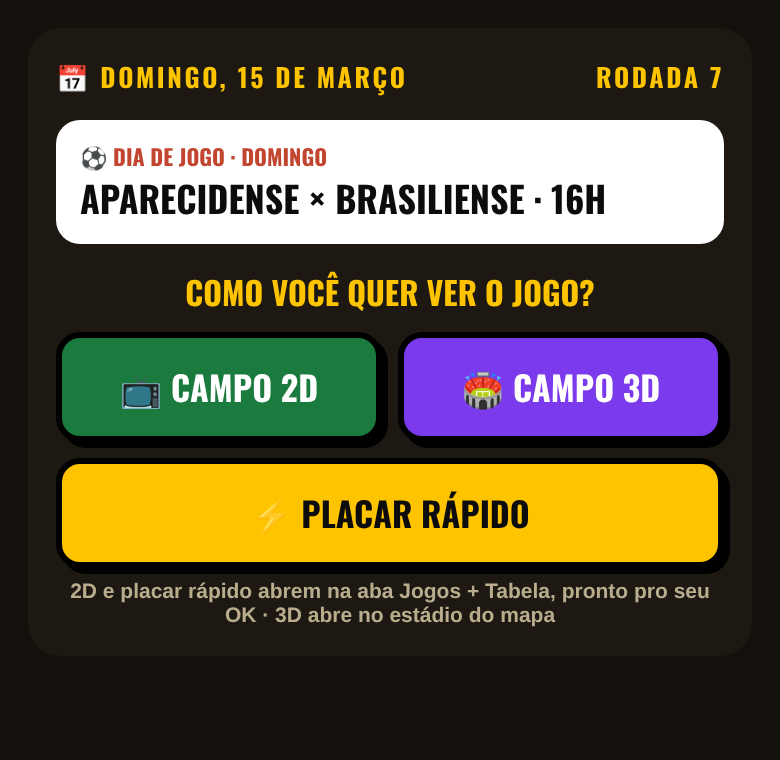 📅 DOMINGO, 15 DE MARÇO RODADA 7
⚽ DIA DE JOGO · DOMINGO
APARECIDENSE × BRASILIENSE · 16H
COMO VOCÊ QUER VER O JOGO?
📺 CAMPO 2D 🏟️ CAMPO 3D
⚡ PLACAR RÁPIDO
2D e placar rápido abrem na aba Jogos + Tabela, pronto pro seu
OK · 3D abre no estádio do mapa